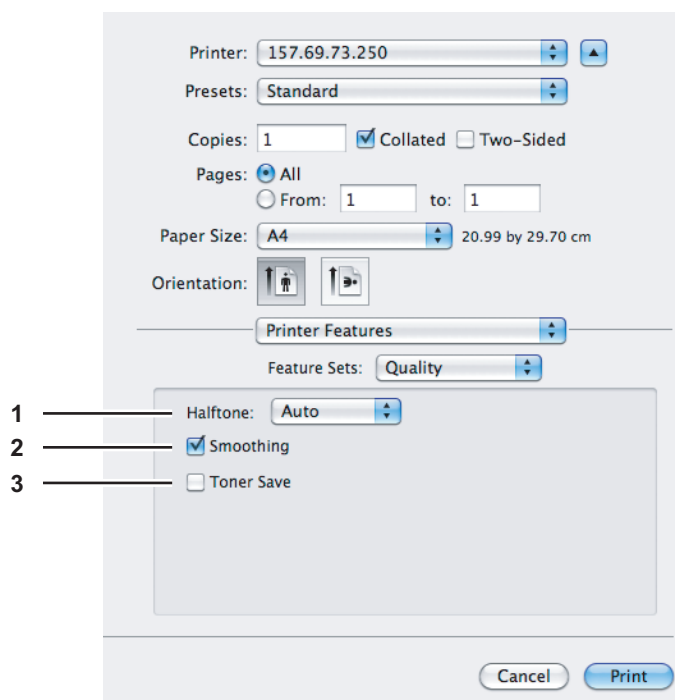 Printer: 157.69.73.250
Presets: Standard
Copies: 1 Collated Two-Sided
Pages: All
From: 1 to: 1
Paper Size: A4 20.99 by 29.70 cm
Orientation:
Printer Features
Feature Sets: Quality
1 Halftone: Auto
2 Smoothing
3 Toner Save
Cancel Print